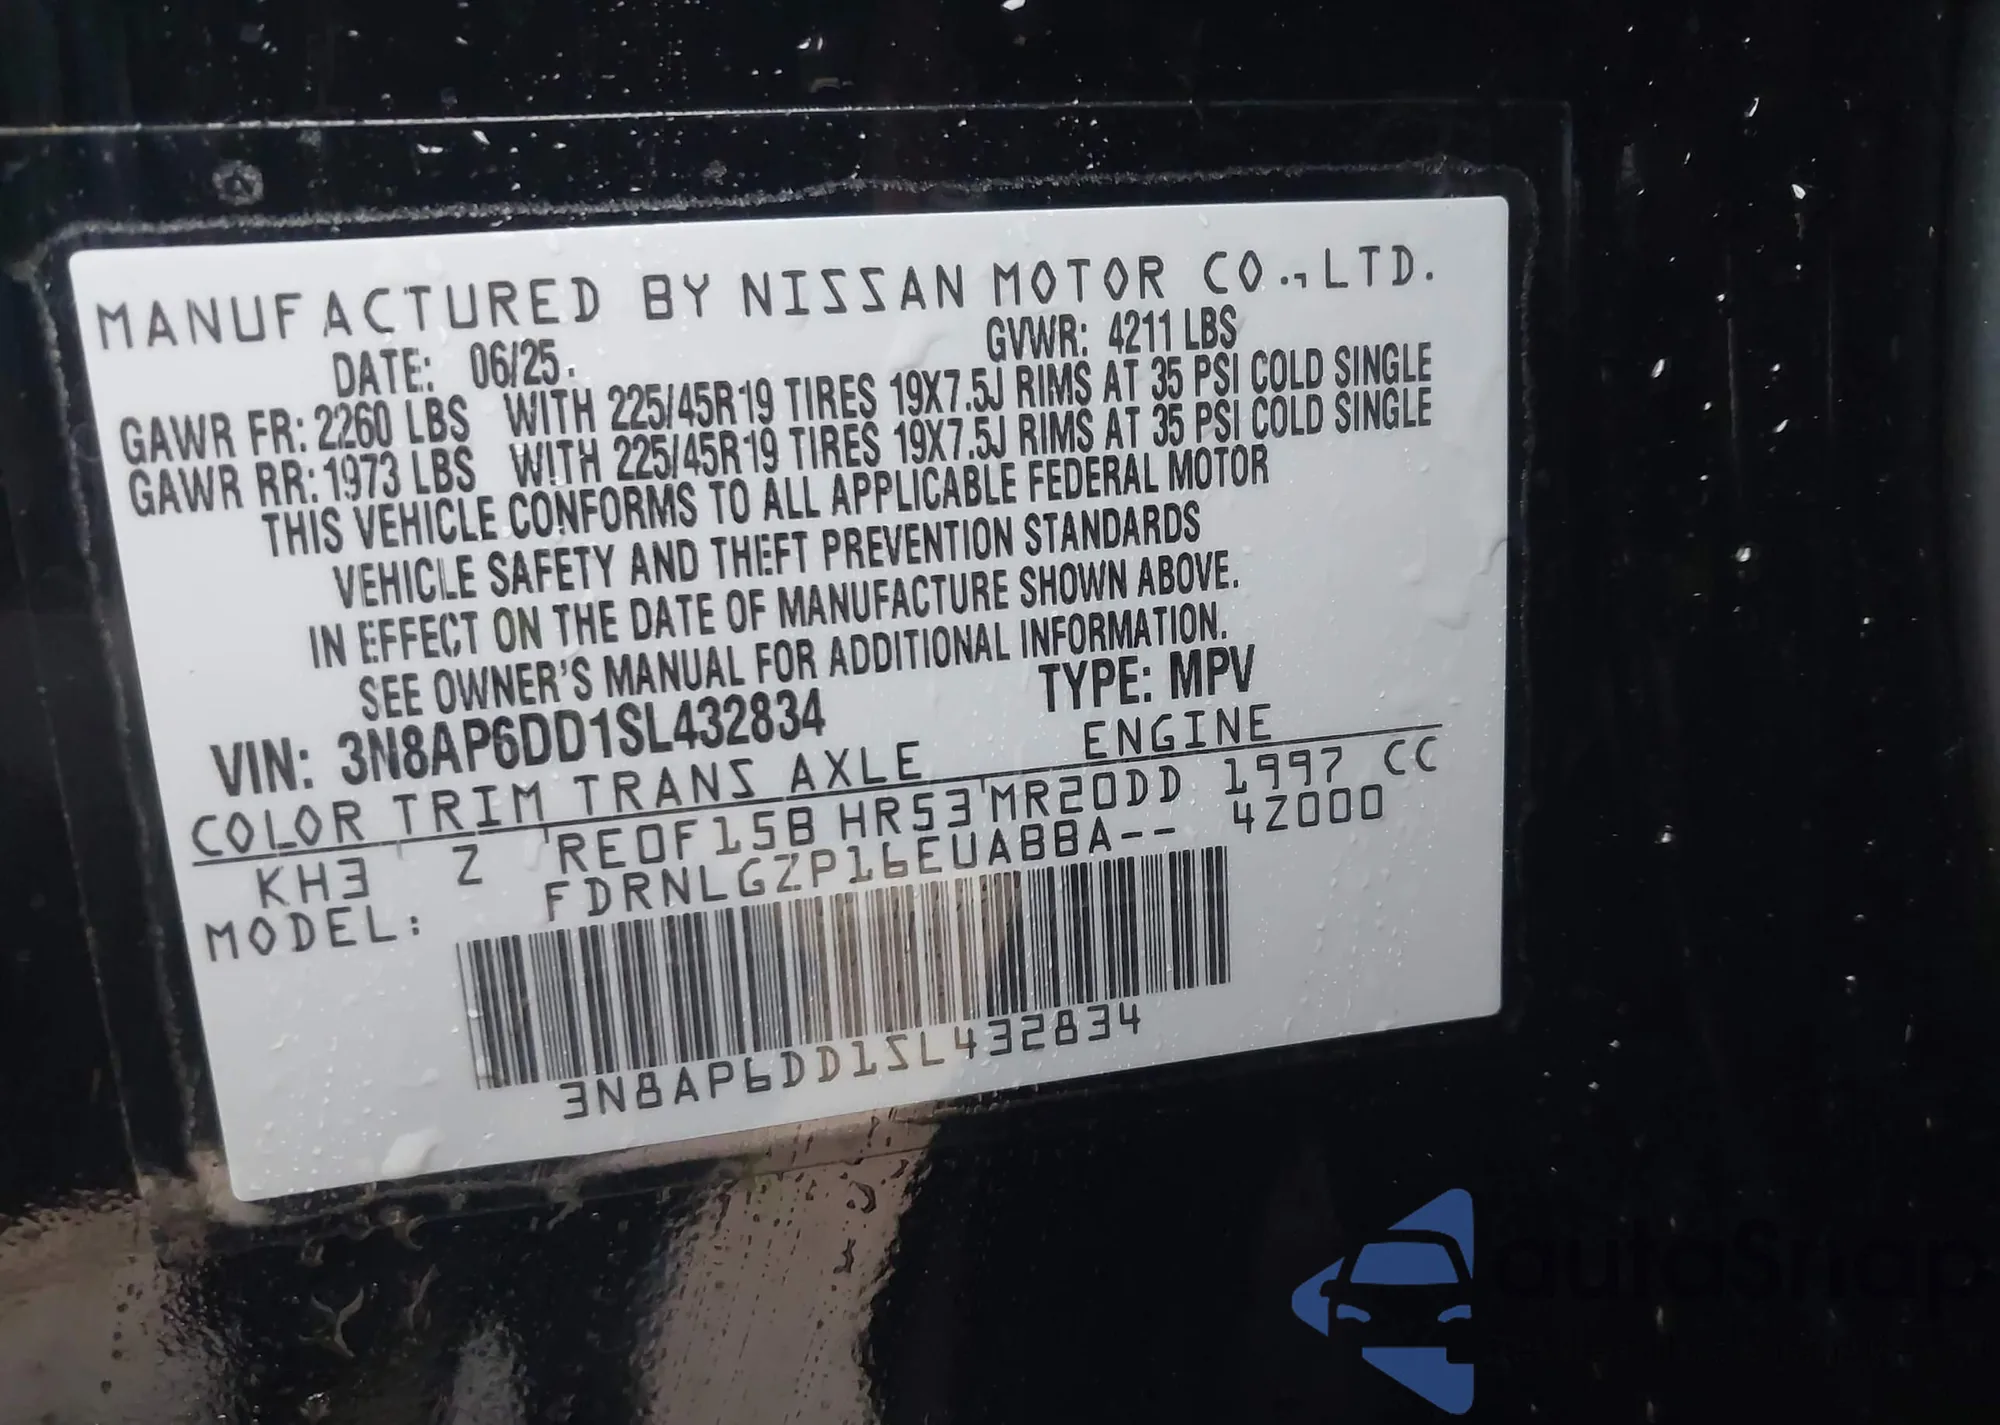 MANUFACTURED BY NISSAN MOTOR CO., LTD.
DATE: 06/25. GVWR: 4211 LBS
GAWR FR: 2260 LBS WITH 225/45R19 TIRES 19X7.5J RIMS AT 35 PSI COLD SINGLE
GAWR RR: 1973 LBS WITH 225/45R19 TIRES 19X7.5J RIMS AT 35 PSI COLD SINGLE
THIS VEHICLE CONFORMS TO ALL APPLICABLE FEDERAL MOTOR
VEHICLE SAFETY AND THEFT PREVENTION STANDARDS
IN EFFECT ON THE DATE OF MANUFACTURE SHOWN ABOVE.
SEE OWNER'S MANUAL FOR ADDITIONAL INFORMATION.
VIN: 3N8AP6DD1SL432834 TYPE: MPV
COLOR TRIM TRANS AXLE ENGINE
KH3 Z RE0F15B HR53 MR20DD 1997 CC
MODEL: FDRNLGZP16EUABBA-- 4Z000
3N8AP6DD1SL432834
autoshop